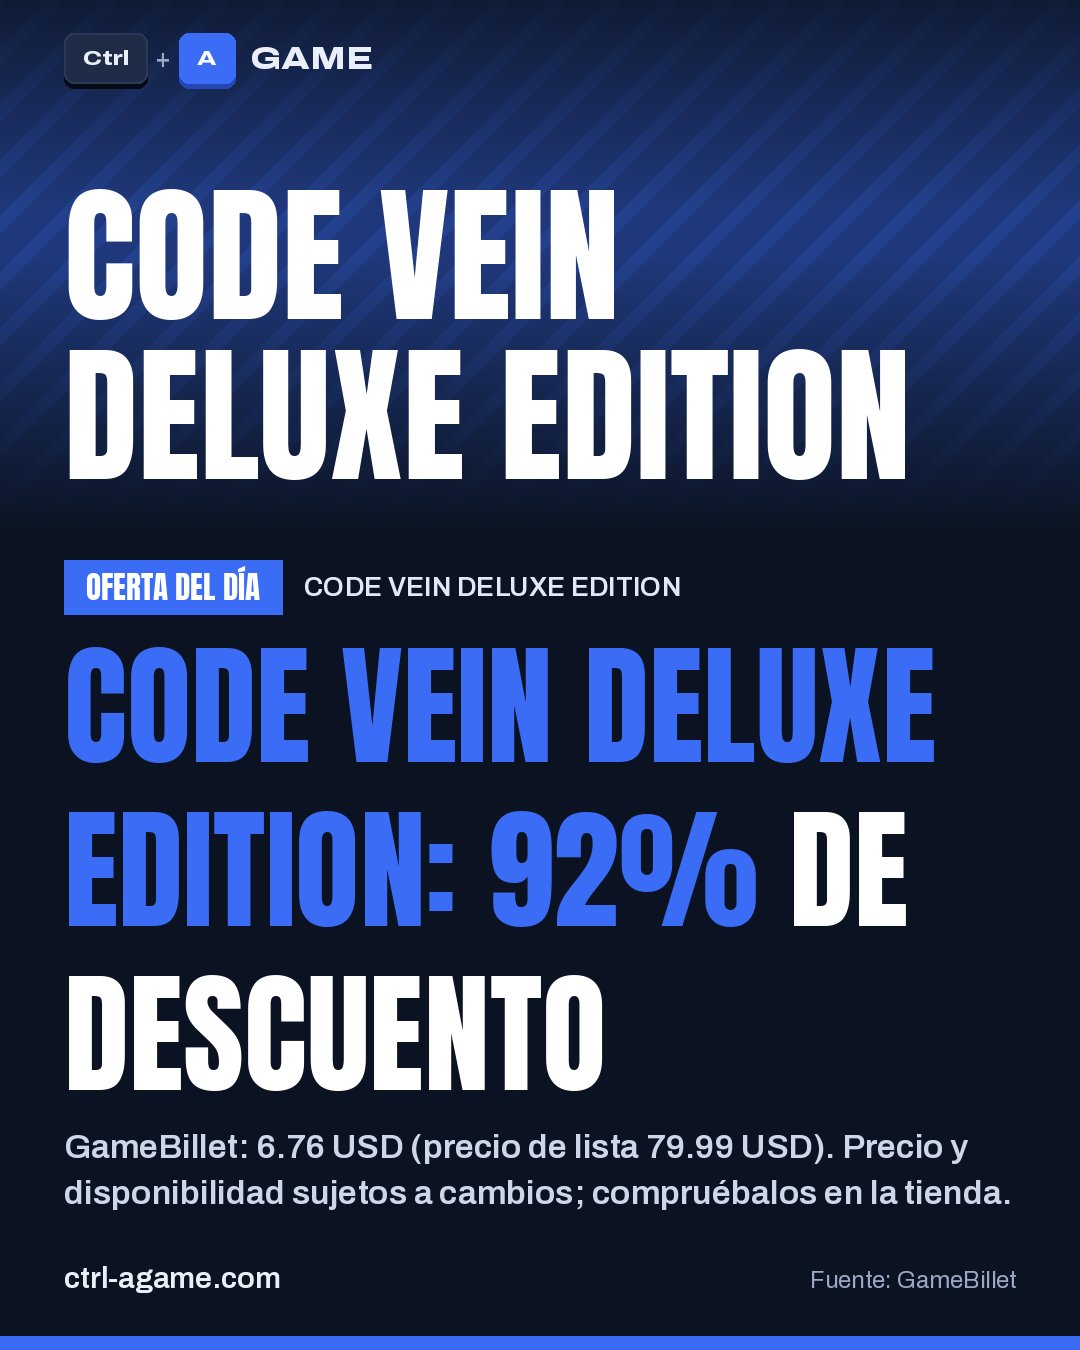 Ctrl + A GAME
CODE VEIN
DELUXE EDITION
OFERTA DEL DÍA CODE VEIN DELUXE EDITION
CODE VEIN DELUXE
EDITION: 92% DE
DESCUENTO
GameBillet: 6.76 USD (precio de lista 79.99 USD). Precio y
disponibilidad sujetos a cambios; compruébalos en la tienda.
ctrl-agame.com Fuente: GameBillet